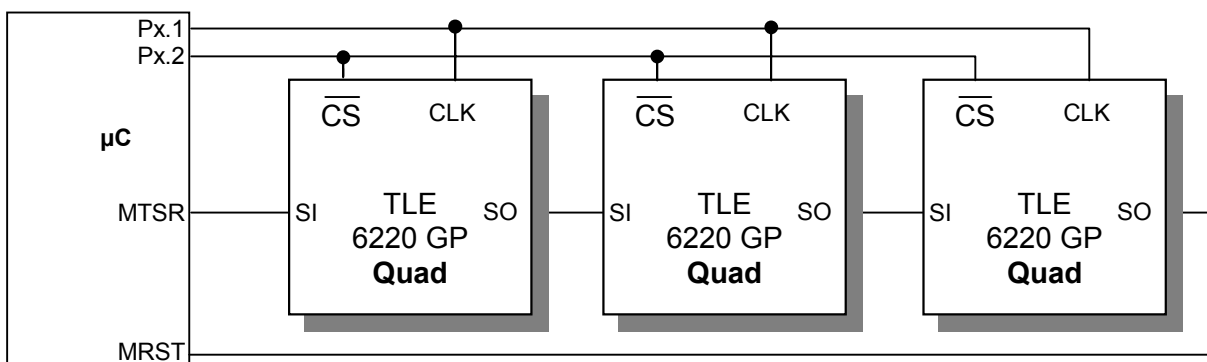 Px.1
Px.2
CS CLK CS CLK CS CLK
µC
MTSR SI TLE SO SI TLE SO SI TLE SO
6220 GP 6220 GP 6220 GP
Quad Quad Quad
MRST